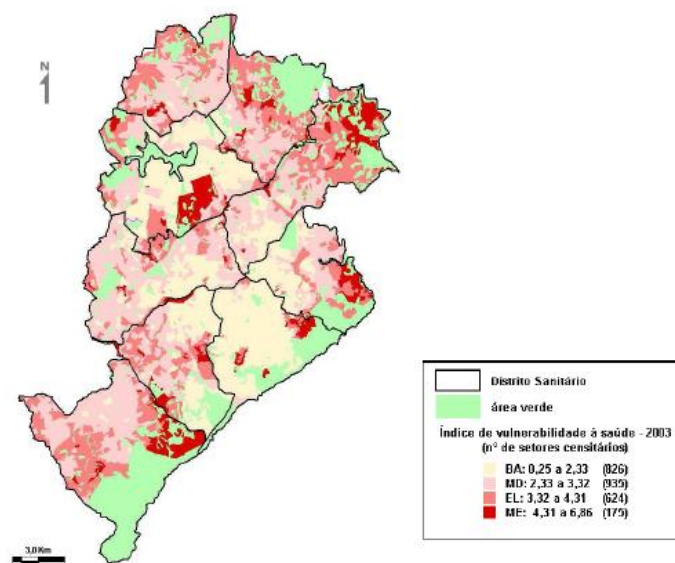 N
Distrito Sanitário
área verde
Índice de vulnerabilidade à saúde - 2003
(nº de setores censitários)
BA: 0,25 a 2,33 (826)
MD: 2,33 a 3,32 (935)
EL: 3,32 a 4,31 (624)
ME: 4,31 a 6,86 (175)
3,0 Km